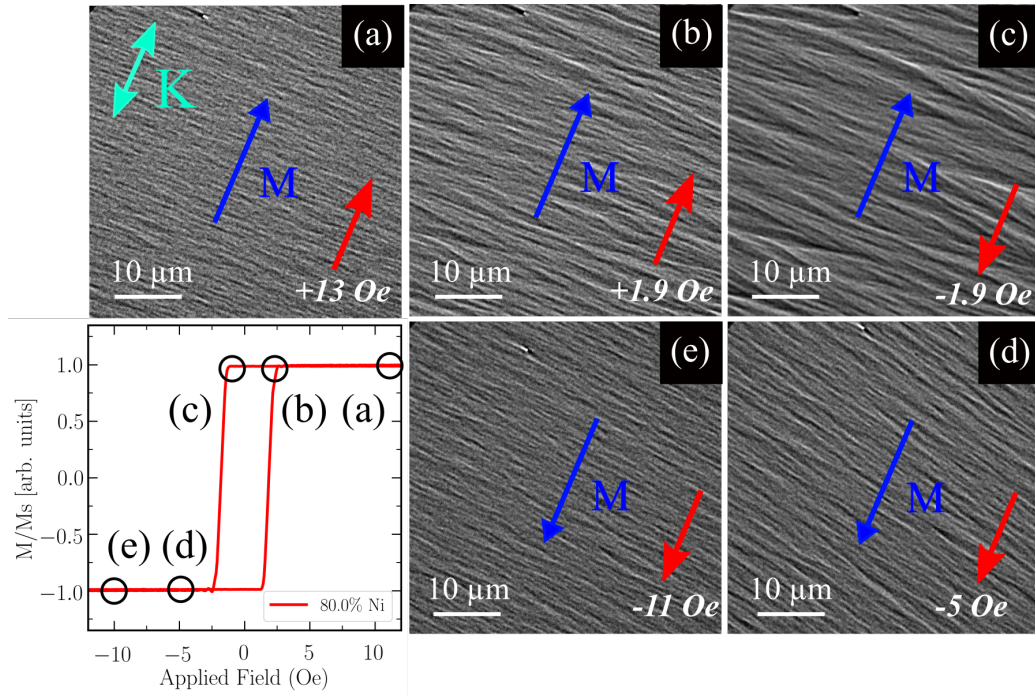 (a)
K
M
10 µm
+13 Oe
(b)
M
10 µm
+1.9 Oe
(c)
M
10 µm
-1.9 Oe
M/Ms [arb. units]
1.0
0.5
0.0
−0.5
−1.0
(c) (b) (a)
(e) (d)
80.0% Ni
−10 −5 0 5 10
Applied Field (Oe)
(e)
M
10 µm
-11 Oe
(d)
M
10 µm
-5 Oe